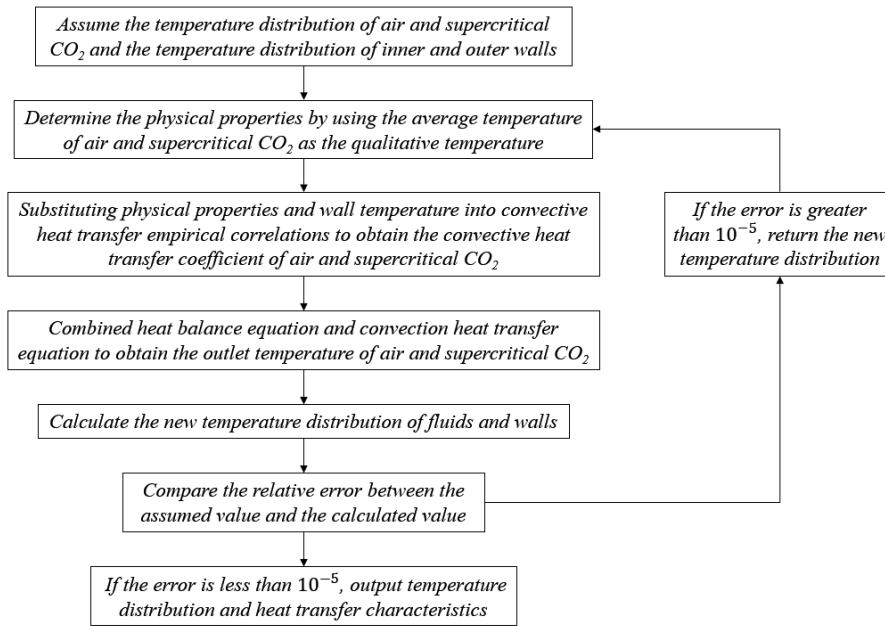 Assume the temperature distribution of air and supercritical
CO₂ and the temperature distribution of inner and outer walls
Determine the physical properties by using the average temperature
of air and supercritical CO₂ as the qualitative temperature
Substituting physical properties and wall temperature into convective
heat transfer empirical correlations to obtain the convective heat
transfer coefficient of air and supercritical CO₂
If the error is greater
than 10⁻⁵, return the new
temperature distribution
Combined heat balance equation and convection heat transfer
equation to obtain the outlet temperature of air and supercritical CO₂
Calculate the new temperature distribution of fluids and walls
Compare the relative error between the
assumed value and the calculated value
If the error is less than 10⁻⁵, output temperature
distribution and heat transfer characteristics